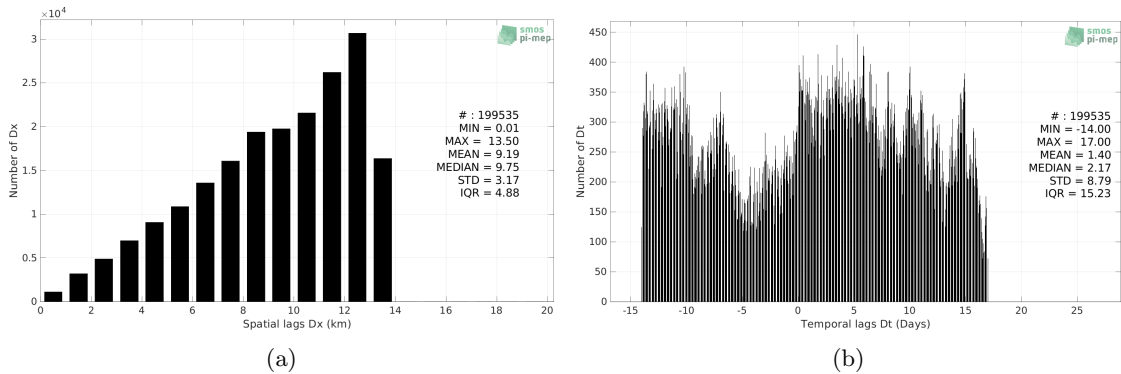 ×10⁴
3
2.5
2
1.5
1
0.5
0
0 2 4 6 8 10 12 14 16 18 20
Number of Dx
Spatial lags Dx (km)
smos
pi-mep
# : 199535
MIN = 0.01
MAX = 13.50
MEAN = 9.19
MEDIAN = 9.75
STD = 3.17
IQR = 4.88
(a)
450
400
350
300
250
200
150
100
50
0
-15 -10 -5 0 5 10 15 20 25
Number of Dt
Temporal lags Dt (Days)
smos
pi-mep
# : 199535
MIN = -14.00
MAX = 17.00
MEAN = 1.40
MEDIAN = 2.17
STD = 8.79
IQR = 15.23
(b)